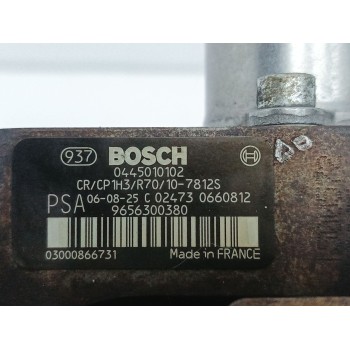 937 BOSCH
0445010102
CR/CP1H3/R70/10-7812S
PSA 06-08-25 C 02473 0660812
9656300380
03000866731 Made in FRANCE